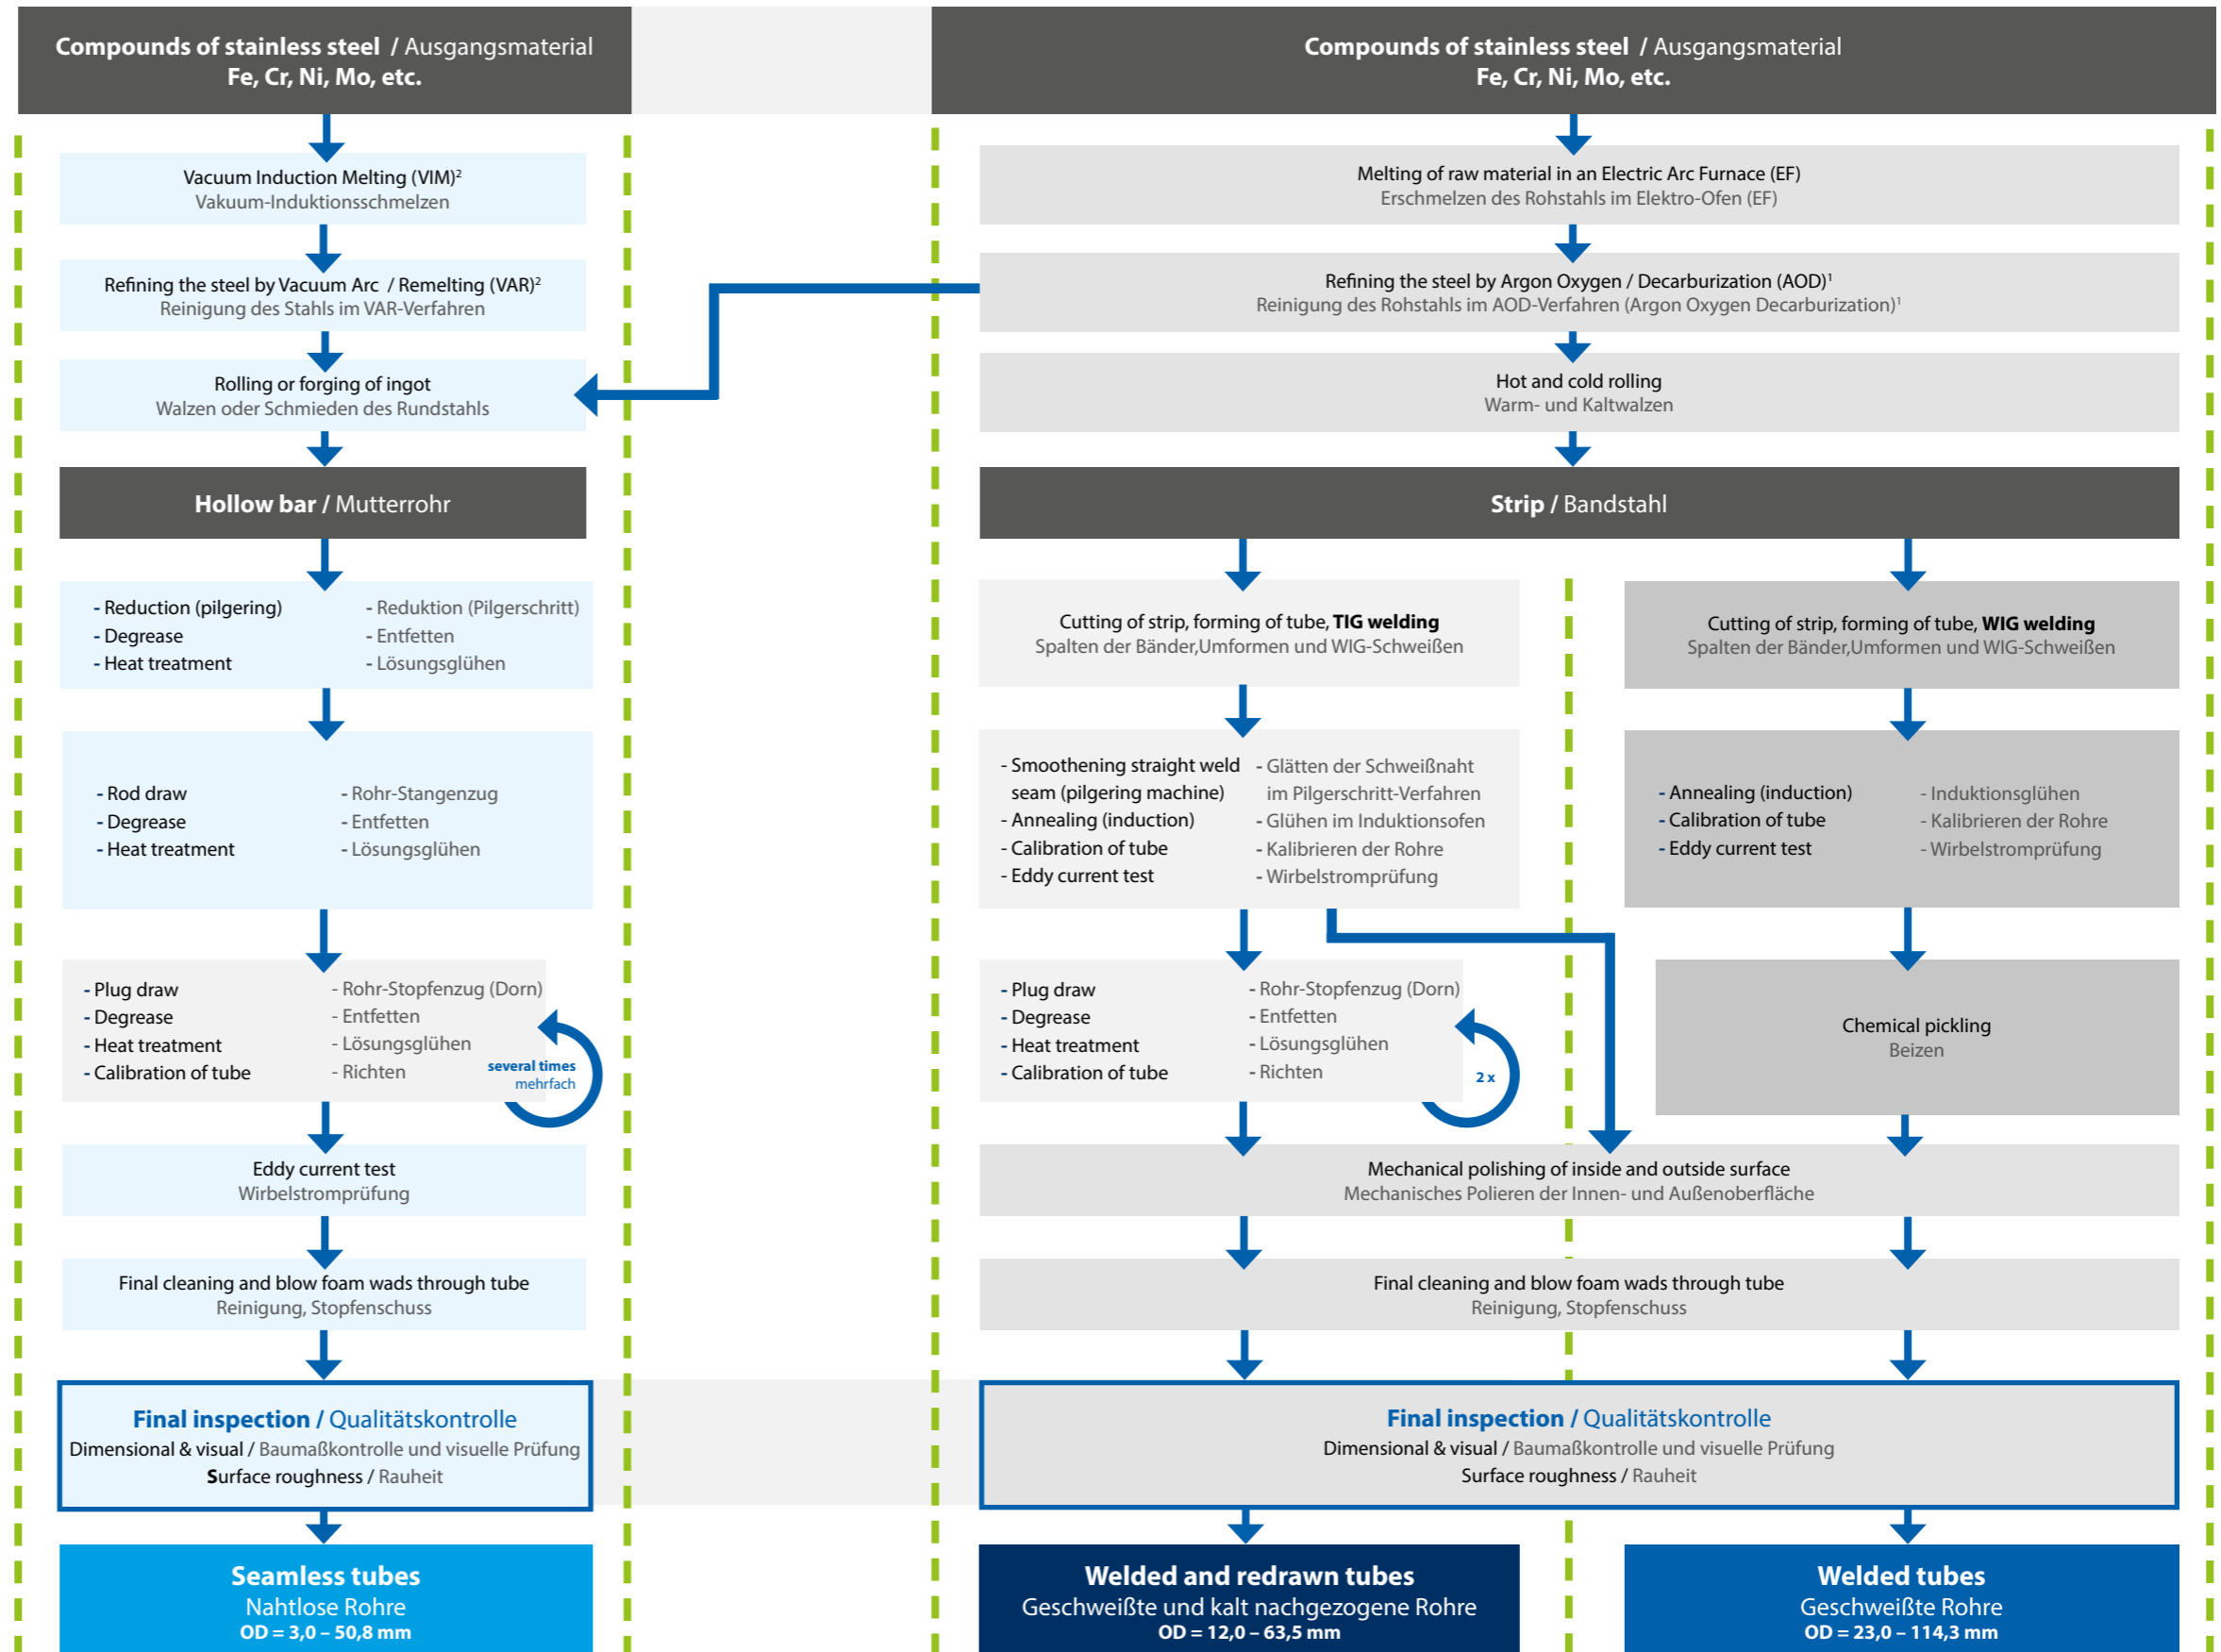 Compounds of stainless steel / Ausgangsmaterial
Fe, Cr, Ni, Mo, etc.
Vacuum Induction Melting (VIM)²
Vakuum-Induktionsschmelzen
Refining the steel by Vacuum Arc / Remelting (VAR)²
Reinigung des Stahls im VAR-Verfahren
Rolling or forging of ingot
Walzen oder Schmieden des Rundstahls
Hollow bar / Mutterrohr
- Reduction (pilgering)
- Degrease
- Heat treatment
- Reduktion (Pilgerschritt)
- Entfetten
- Lösungsglühen
- Rod draw
- Degrease
- Heat treatment
- Rohr-Stangenzug
- Entfetten
- Lösungsglühen
- Plug draw
- Degrease
- Heat treatment
- Calibration of tube
- Rohr-Stopfenzug (Dorn)
- Entfetten
- Lösungsglühen
- Richten
several times
mehrfach
Eddy current test
Wirbelstromprüfung
Final cleaning and blow foam wads through tube
Reinigung, Stopfenschuss
Final inspection / Qualitätskontrolle
Dimensional & visual / Baumaßkontrolle und visuelle Prüfung
Surface roughness / Rauheit
Seamless tubes
Nahtlose Rohre
OD = 3,0 – 50,8 mm
Compounds of stainless steel / Ausgangsmaterial
Fe, Cr, Ni, Mo, etc.
Melting of raw material in an Electric Arc Furnace (EF)
Erschmelzen des Rohstahls im Elektro-Ofen (EF)
Refining the steel by Argon Oxygen / Decarburization (AOD)¹
Reinigung des Rohstahls im AOD-Verfahren (Argon Oxygen Decarburization)¹
Hot and cold rolling
Warm- und Kaltwalzen
Strip / Bandstahl
Cutting of strip, forming of tube, TIG welding
Spalten der Bänder,Umformen und WIG-Schweißen
- Smoothening straight weld
seam (pilgering machine)
- Annealing (induction)
- Calibration of tube
- Eddy current test
- Glätten der Schweißnaht
im Pilgerschritt-Verfahren
- Glühen im Induktionsofen
- Kalibrieren der Rohre
- Wirbelstromprüfung
- Plug draw
- Degrease
- Heat treatment
- Calibration of tube
- Rohr-Stopfenzug (Dorn)
- Entfetten
- Lösungsglühen
- Richten
2 x
Cutting of strip, forming of tube, WIG welding
Spalten der Bänder,Umformen und WIG-Schweißen
- Annealing (induction)
- Calibration of tube
- Eddy current test
- Induktionsglühen
- Kalibrieren der Rohre
- Wirbelstromprüfung
Chemical pickling
Beizen
Mechanical polishing of inside and outside surface
Mechanisches Polieren der Innen- und Außenoberfläche
Final cleaning and blow foam wads through tube
Reinigung, Stopfenschuss
Final inspection / Qualitätskontrolle
Dimensional & visual / Baumaßkontrolle und visuelle Prüfung
Surface roughness / Rauheit
Welded and redrawn tubes
Geschweißte und kalt nachgezogene Rohre
OD = 12,0 – 63,5 mm
Welded tubes
Geschweißte Rohre
OD = 23,0 – 114,3 mm